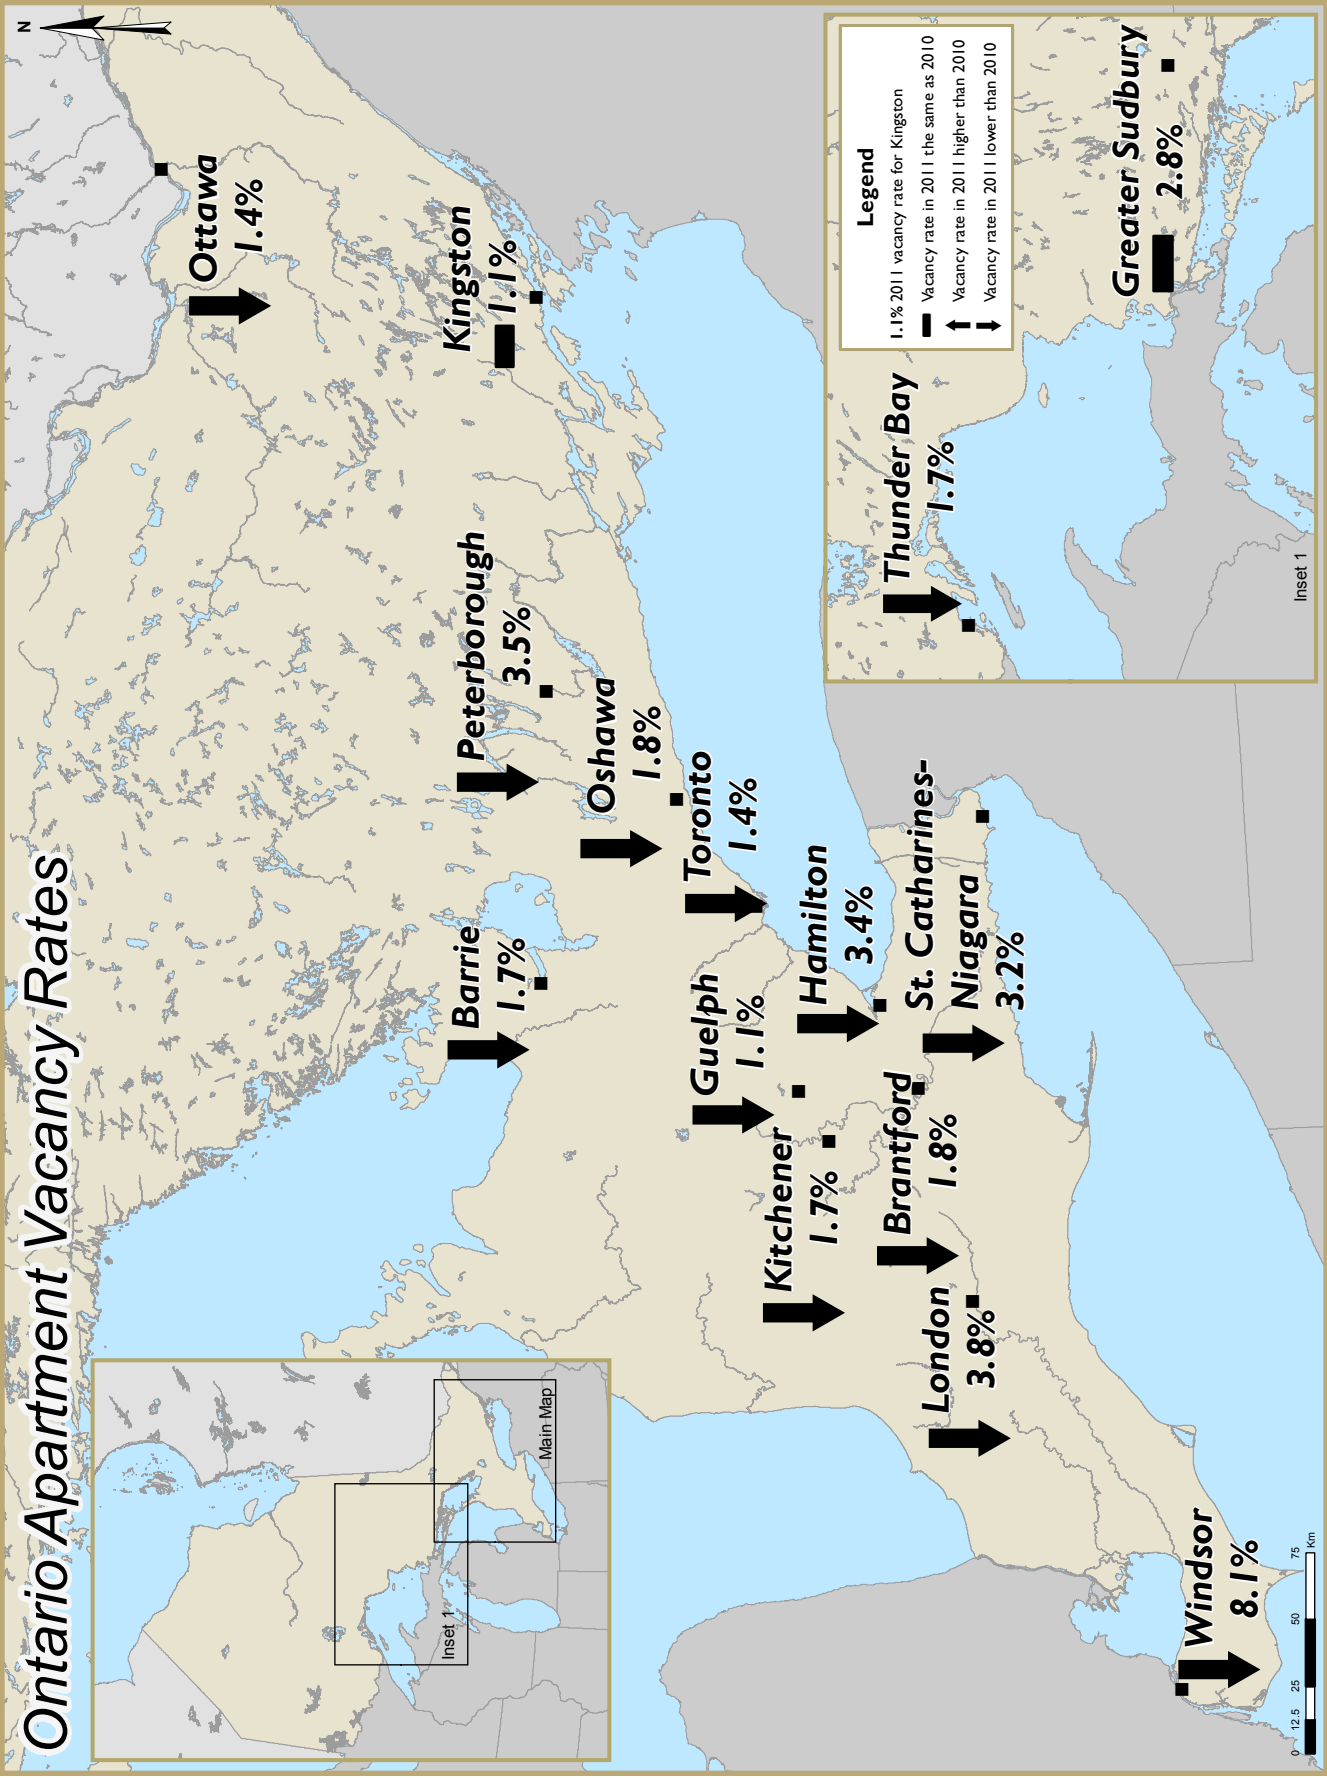 Ontario Apartment Vacancy Rates
N
Ottawa
1.4%
Kingston
1.1%
Peterborough
3.5%
Oshawa
1.8%
Toronto
1.4%
Barrie
1.7%
Guelph
1.1%
Hamilton
3.4%
St. Catharines-
Niagara
3.2%
Kitchener
1.7%
Brantford
1.8%
London
3.8%
Windsor
8.1%
Main Map
Inset 1
0 12.5 25 50 75
Km
Legend
1.1% 2011 vacancy rate for Kingston
Vacancy rate in 2011 the same as 2010
Vacancy rate in 2011 higher than 2010
Vacancy rate in 2011 lower than 2010
Thunder Bay
1.7%
Greater Sudbury
2.8%
Inset 1